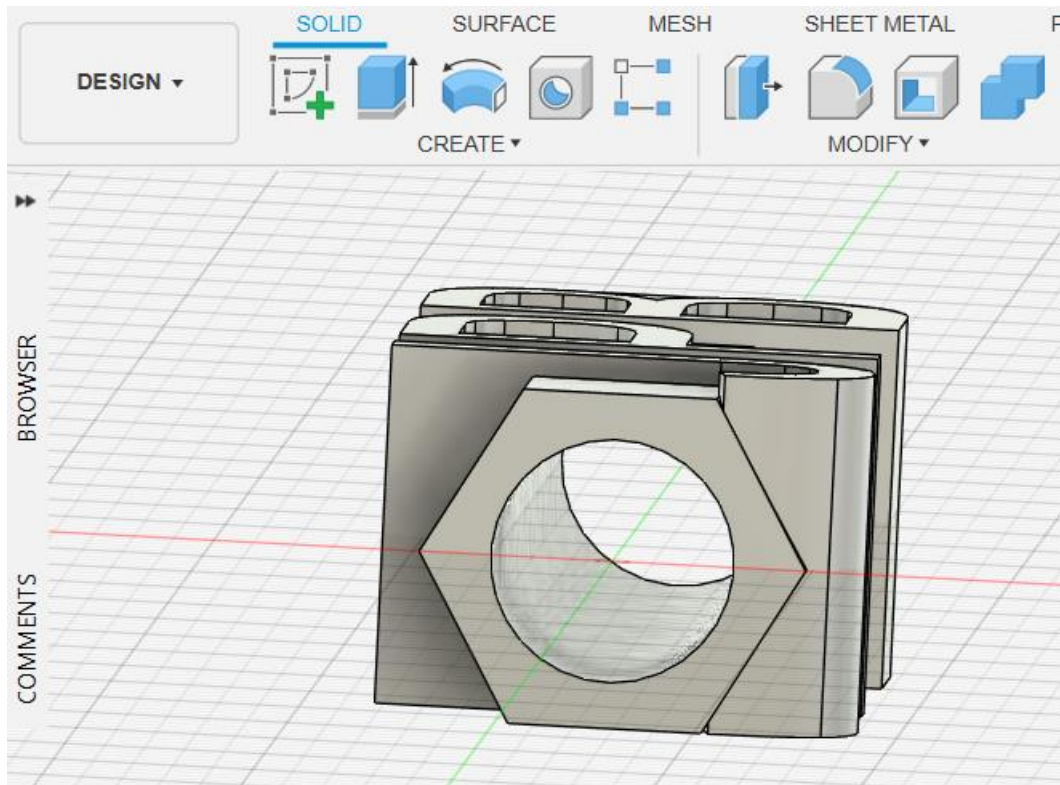 SOLID SURFACE MESH SHEET METAL
DESIGN
CREATE MODIFY
BROWSER
COMMENTS